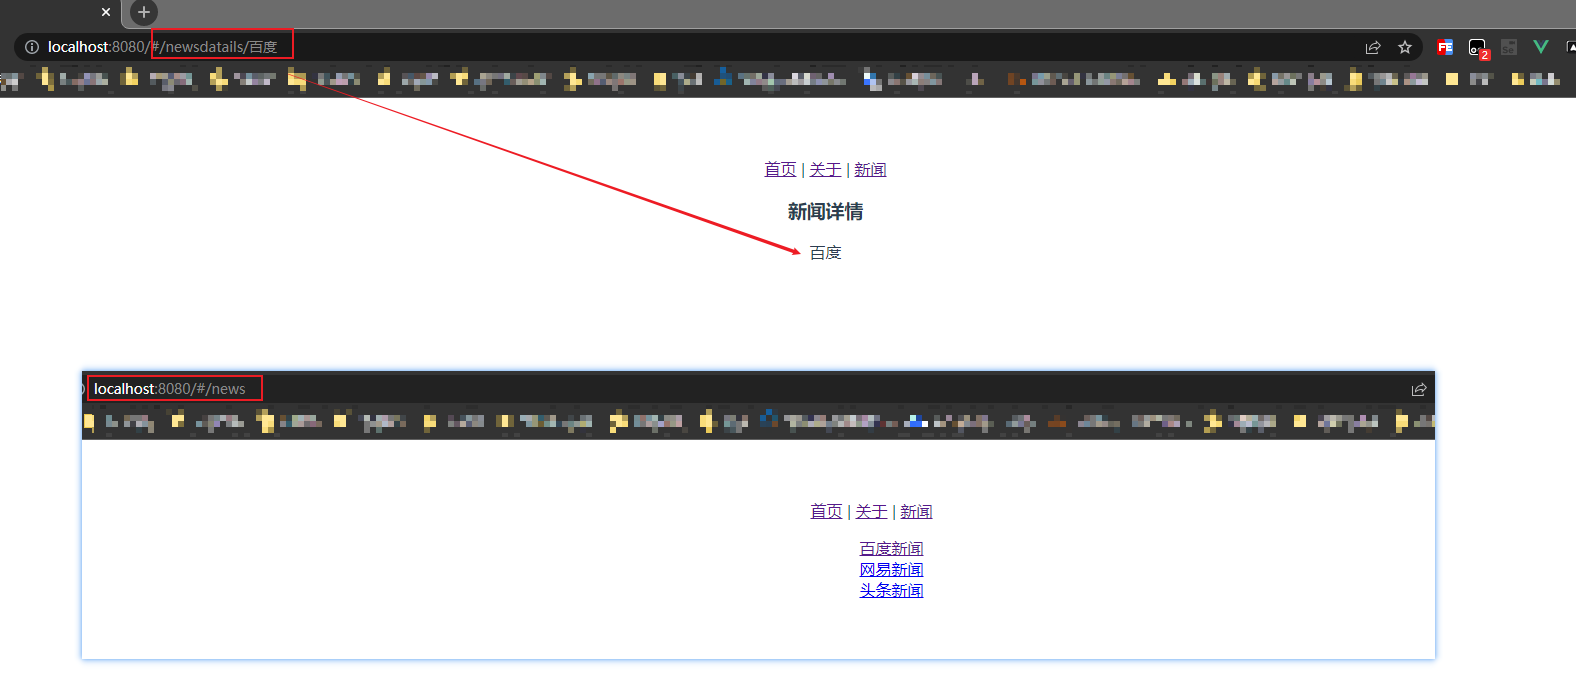 localhost:8080/#/newsdatails/百度
2
首页 | 关于 | 新闻
新闻详情
百度
localhost:8080/#/news
首页 | 关于 | 新闻
百度新闻
网易新闻
头条新闻